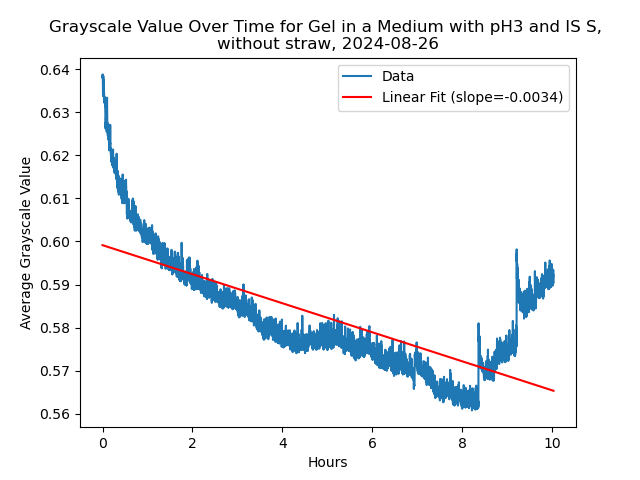 Grayscale Value Over Time for Gel in a Medium with pH3 and IS S,
without straw, 2024-08-26
Data
Linear Fit (slope=-0.0034)
Average Grayscale Value
0.64
0.63
0.62
0.61
0.60
0.59
0.58
0.57
0.56
0 2 4 6 8 10
Hours